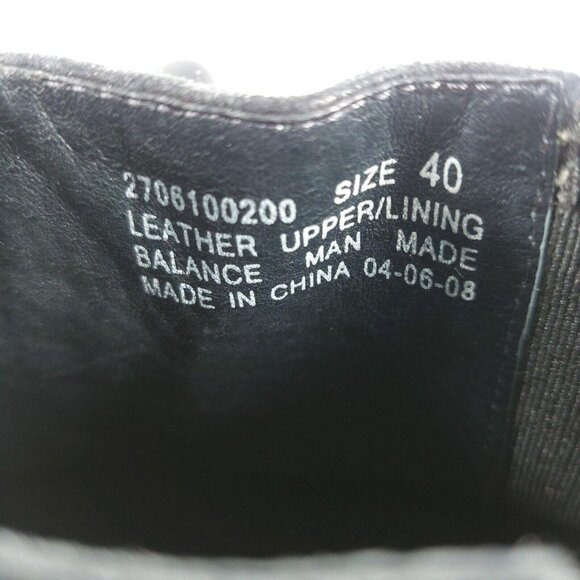 2706100200 SIZE 40
LEATHER UPPER/LINING
BALANCE MAN MADE
MADE IN CHINA 04-06-08